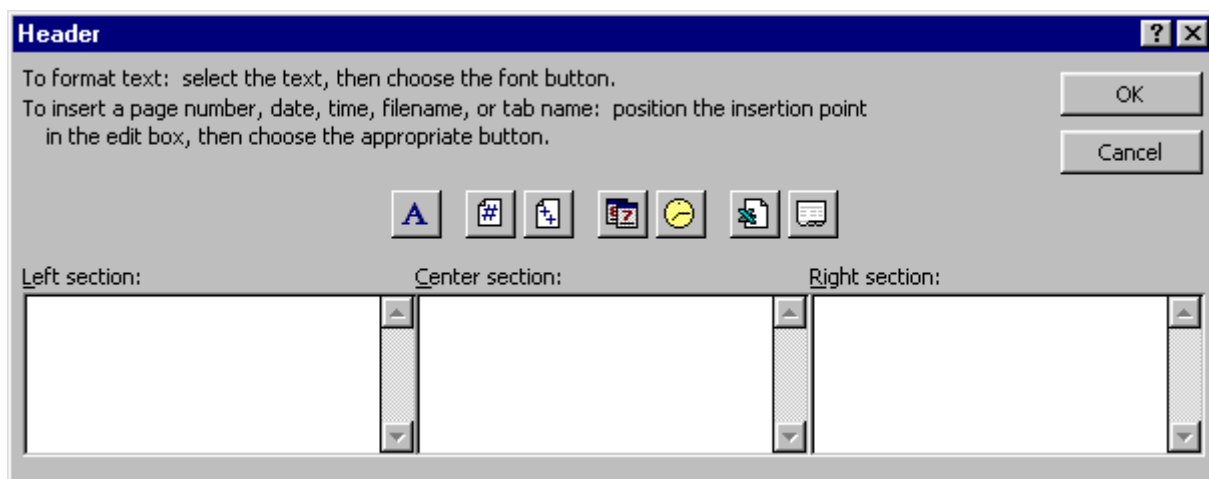 Header
To format text: select the text, then choose the font button.
To insert a page number, date, time, filename, or tab name: position the insertion point
in the edit box, then choose the appropriate button.
OK
Cancel
A # 7
Left section: Center section: Right section: